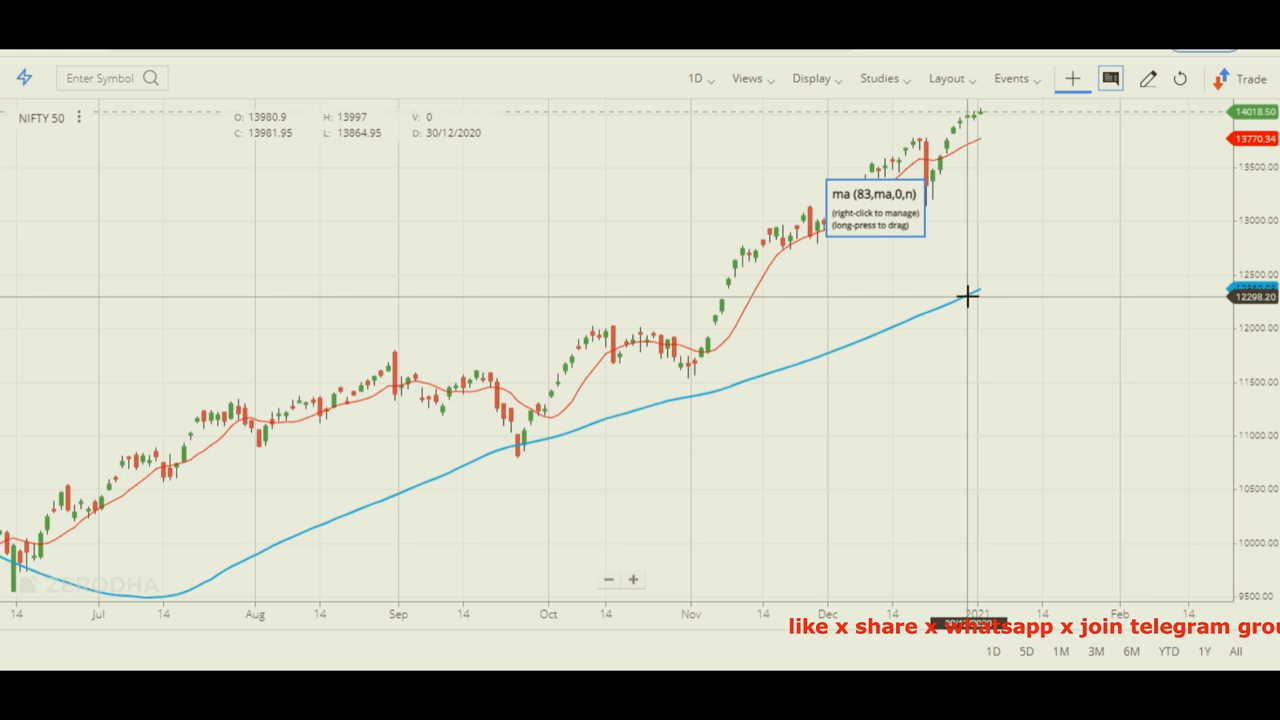 Enter Symbol
1D Views Display Studies Layout Events Trade
NIFTY 50
O: 13980.9 H: 13997 V: 0
C: 13981.95 L: 13864.95 D: 30/12/2020
14018.50
13770.34
13500.00
ma (83,ma,0,n)
(right-click to manage)
(long-press to drag)
13000.00
12500.00
12298.20
12000.00
11500.00
11000.00
10500.00
10000.00
ZERODHA
9500.00
14 Jul 14 Aug 14 Sep 14 Oct 14 Nov 14 Dec 14 2021 14 Feb 14
like x share x whatsapp x join telegram grou
1D 5D 1M 3M 6M YTD 1Y All